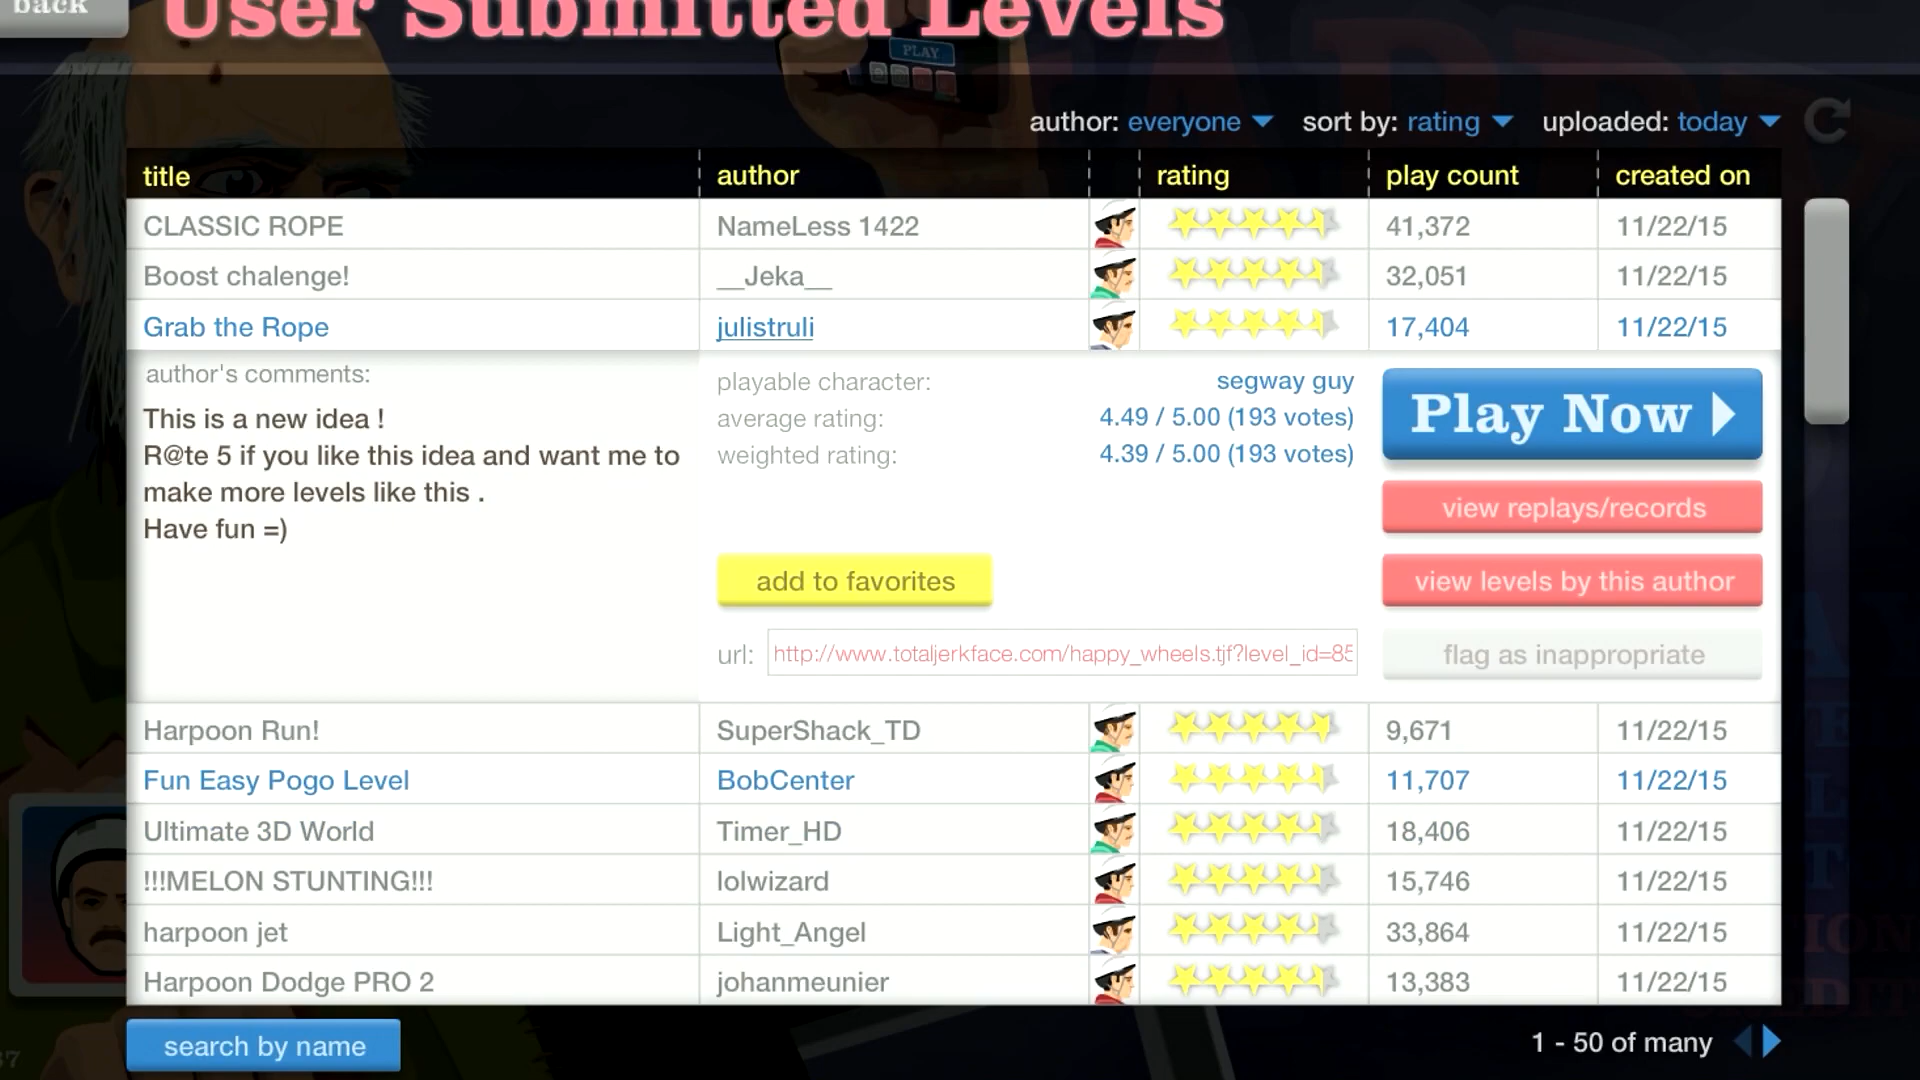 back
User Submitted Levels
PLAY
author: everyone sort by: rating uploaded: today
title author rating play count created on
CLASSIC ROPE NameLess 1422 41,372 11/22/15
Boost chalenge! __Jeka__ 32,051 11/22/15
Grab the Rope julistruli 17,404 11/22/15
author's comments:
This is a new idea !
R@te 5 if you like this idea and want me to
make more levels like this .
Have fun =)
playable character: segway guy
average rating: 4.49 / 5.00 (193 votes)
weighted rating: 4.39 / 5.00 (193 votes)
add to favorites
url: http://www.totaljerkface.com/happy_wheels.tjf?level_id=85
Play Now
view replays/records
view levels by this author
flag as inappropriate
Harpoon Run! SuperShack_TD 9,671 11/22/15
Fun Easy Pogo Level BobCenter 11,707 11/22/15
Ultimate 3D World Timer_HD 18,406 11/22/15
!!!MELON STUNTING!!! lolwizard 15,746 11/22/15
harpoon jet Light_Angel 33,864 11/22/15
Harpoon Dodge PRO 2 johanmeunier 13,383 11/22/15
search by name
1 - 50 of many